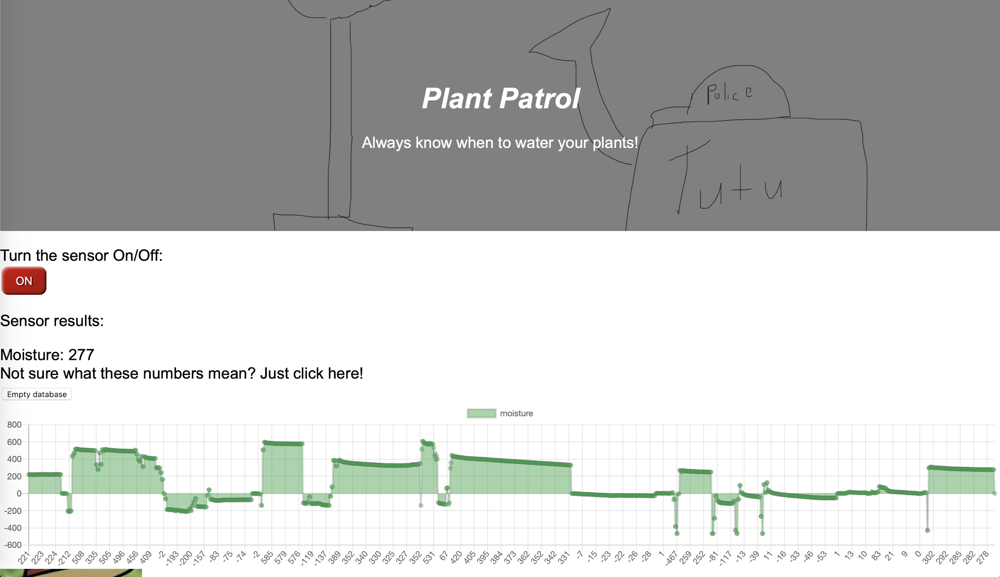 Police
Plant Patrol
Always know when to water your plants!
Tutu
Turn the sensor On/Off:
ON
Sensor results:
Moisture: 277
Not sure what these numbers mean? Just click here!
Empty database
moisture
800
600
400
200
0
-200
-400
-600
221 223 224 -212 508 335 505 496 456 409 -2 -193 -200 -157 -83 -75 -74 -2 585 579 576 -119 -137 389 352 340 330 325 327 352 531 67 420 405 395 384 373 362 352 342 331 -7 -15 -23 -22 -26 -28 1 -467 259 252 -81 -117 -13 -39 11 -16 -33 -46 -53 1 13 10 83 21 9 0 302 292 285 282 278